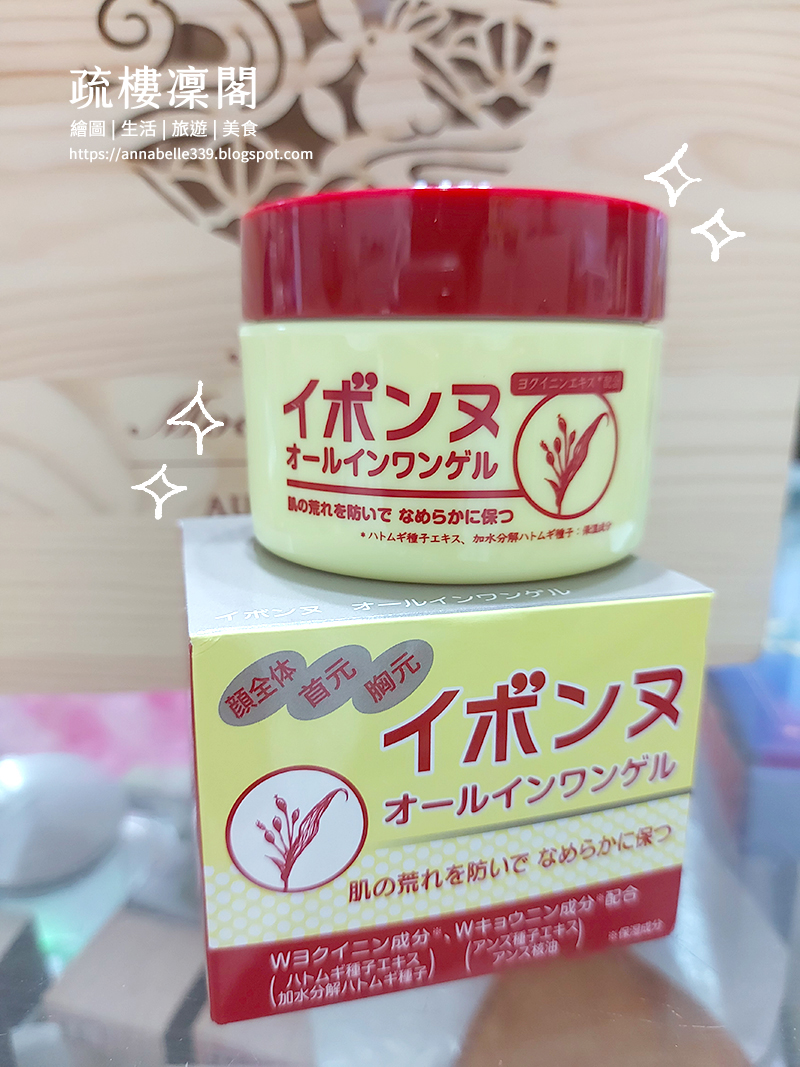 疏樓凜閣
繪圖 | 生活 | 旅遊 | 美食
https://annabelle339.blogspot.com
ヨクイニンエキス*配合
イボンヌ
オールインワンゲル
肌の荒れを防いで なめらかに保つ
*ハトムギ種子エキス、加水分解ハトムギ種子:保湿成分
イボンヌ オールインワンゲル
顔全体 首元 胸元
イボンヌ
オールインワンゲル
肌の荒れを防いで なめらかに保つ
Wヨクイニン成分※、Wキョウニン成分※配合
(ハトムギ種子エキス
加水分解ハトムギ種子)
(アンズ種子エキス
アンズ核油)
※保湿成分